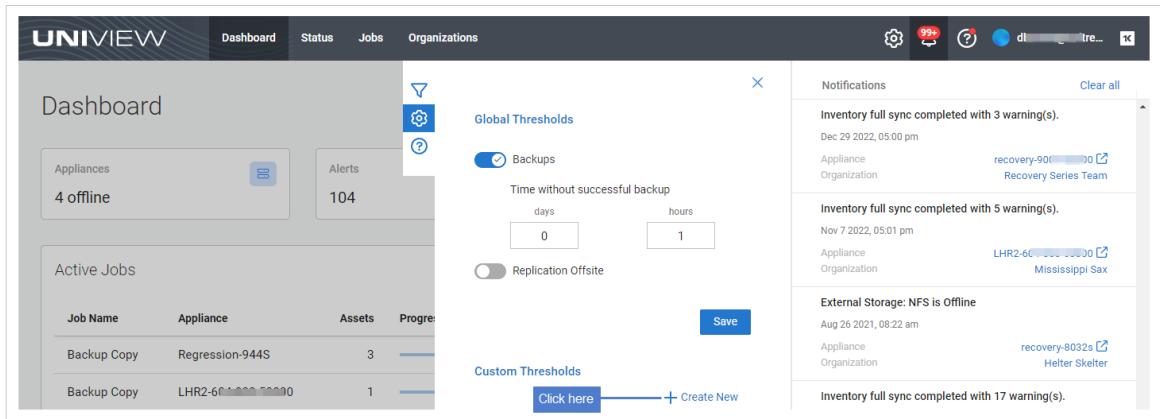 UNIVIEW Dashboard Status Jobs Organizations 99+
Dashboard
Appliances
4 offline
Alerts
104
Active Jobs
Job Name Appliance Assets
Backup Copy Regression-944S 3
Backup Copy 1
Global Thresholds
Backups
Time without successful backup
days hours
0 1
Replication Offsite
Save
Custom Thresholds
Click here
Create New
Notifications Clear all
Inventory full sync completed with 3 warning(s).
Dec 29 2022, 05:00 pm
Appliance
Organization Recovery Series Team
Inventory full sync completed with 5 warning(s).
Nov 7 2022, 05:01 pm
Appliance
Organization Mississippi Sax
External Storage: NFS is Offline
Aug 26 2021, 08:22 am
Appliance recovery-8032s
Organization Helter Skelter
Inventory full sync completed with 17 warning(s).